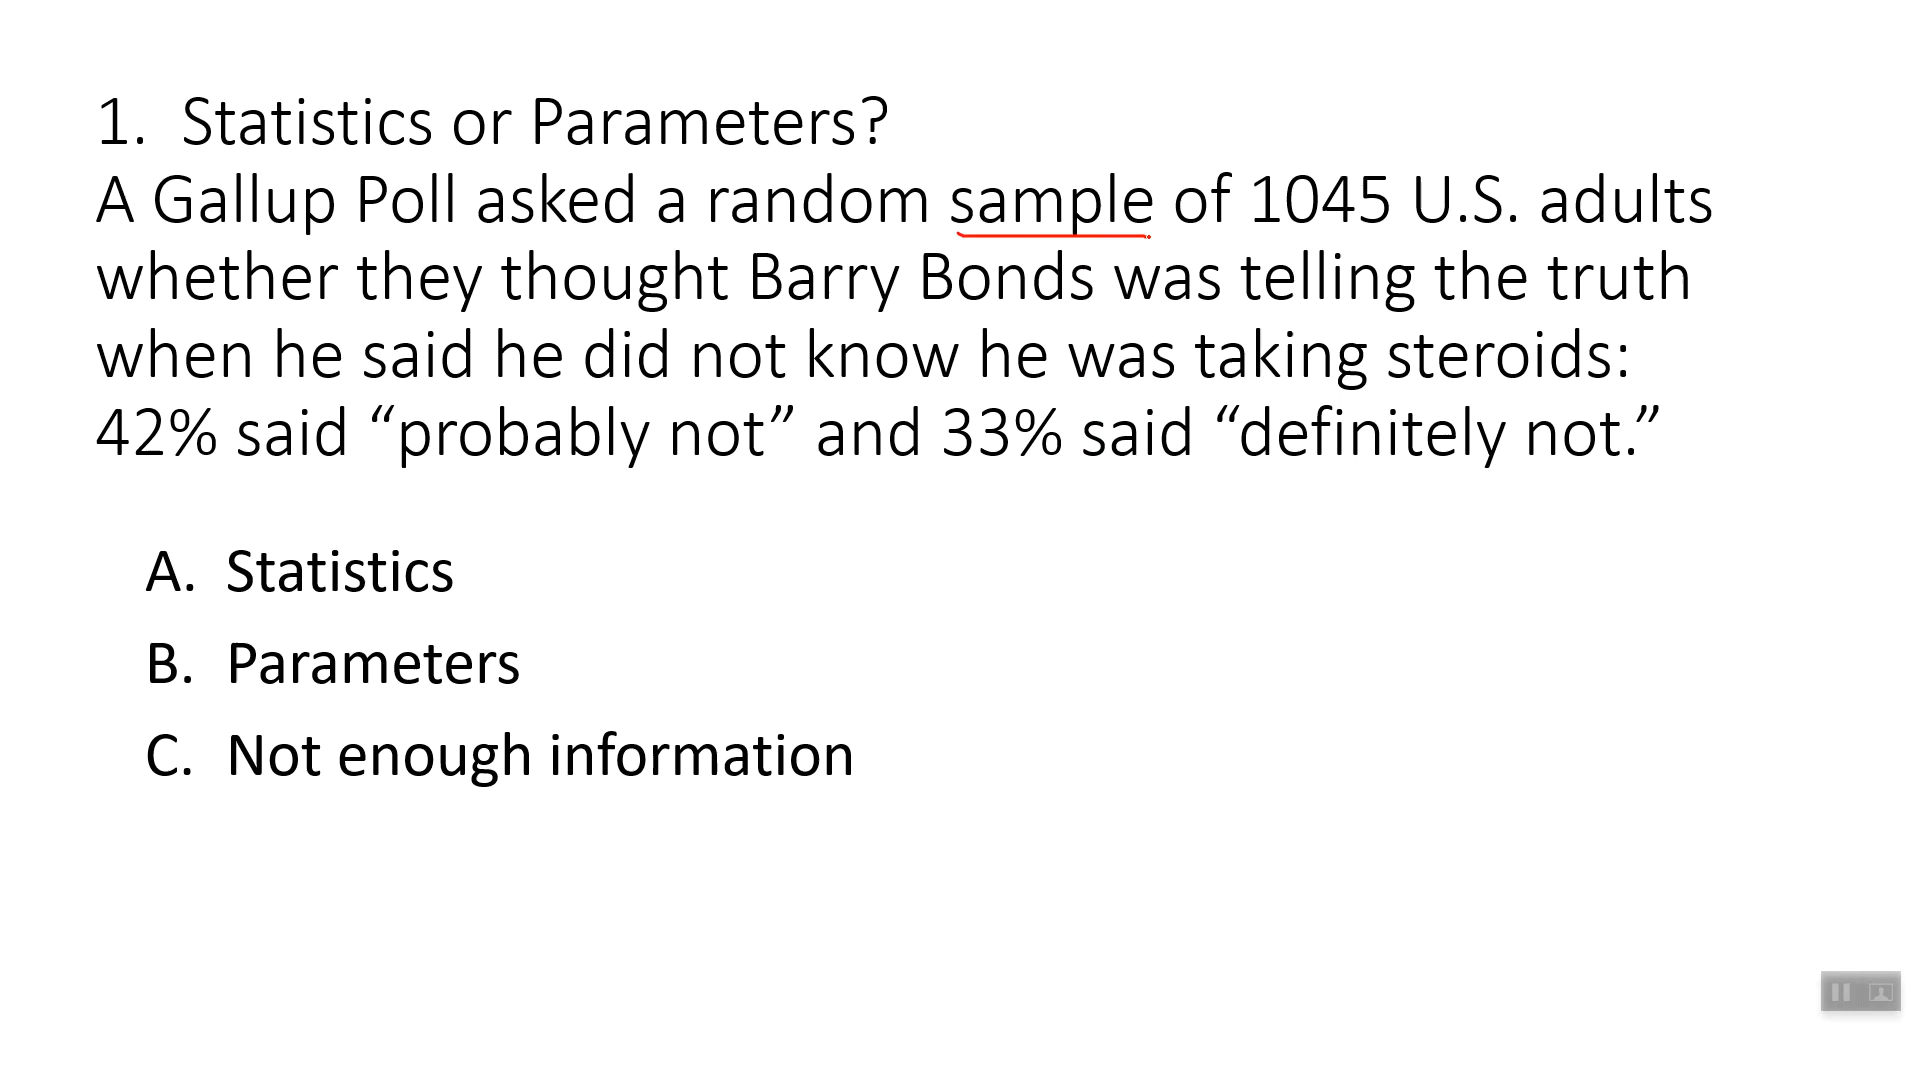 1. Statistics or Parameters?
A Gallup Poll asked a random sample of 1045 U.S. adults
whether they thought Barry Bonds was telling the truth
when he said he did not know he was taking steroids:
42% said “probably not” and 33% said “definitely not.”
A. Statistics
B. Parameters
C. Not enough information